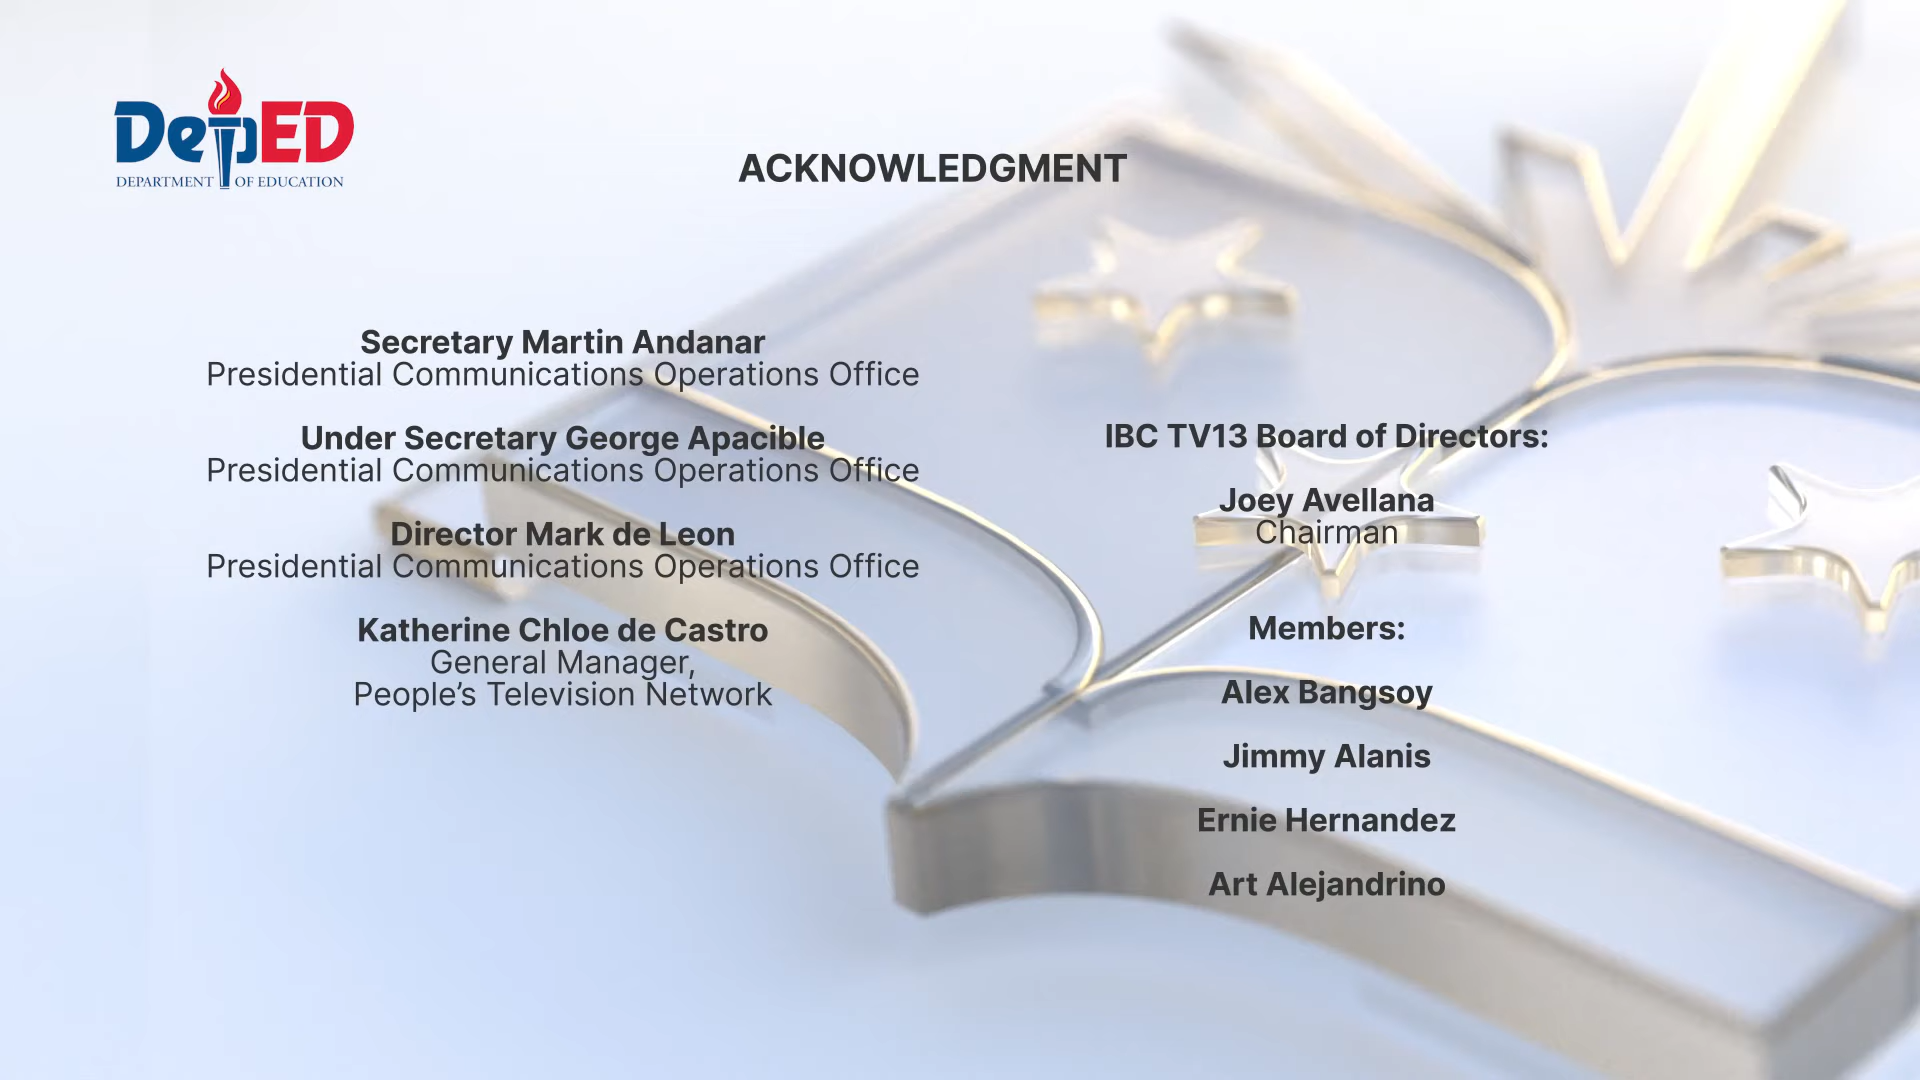 DepED
DEPARTMENT OF EDUCATION
ACKNOWLEDGMENT
Secretary Martin Andanar
Presidential Communications Operations Office
Under Secretary George Apacible
Presidential Communications Operations Office
Director Mark de Leon
Presidential Communications Operations Office
Katherine Chloe de Castro
General Manager,
People’s Television Network
IBC TV13 Board of Directors:
Joey Avellana
Chairman
Members:
Alex Bangsoy
Jimmy Alanis
Ernie Hernandez
Art Alejandrino